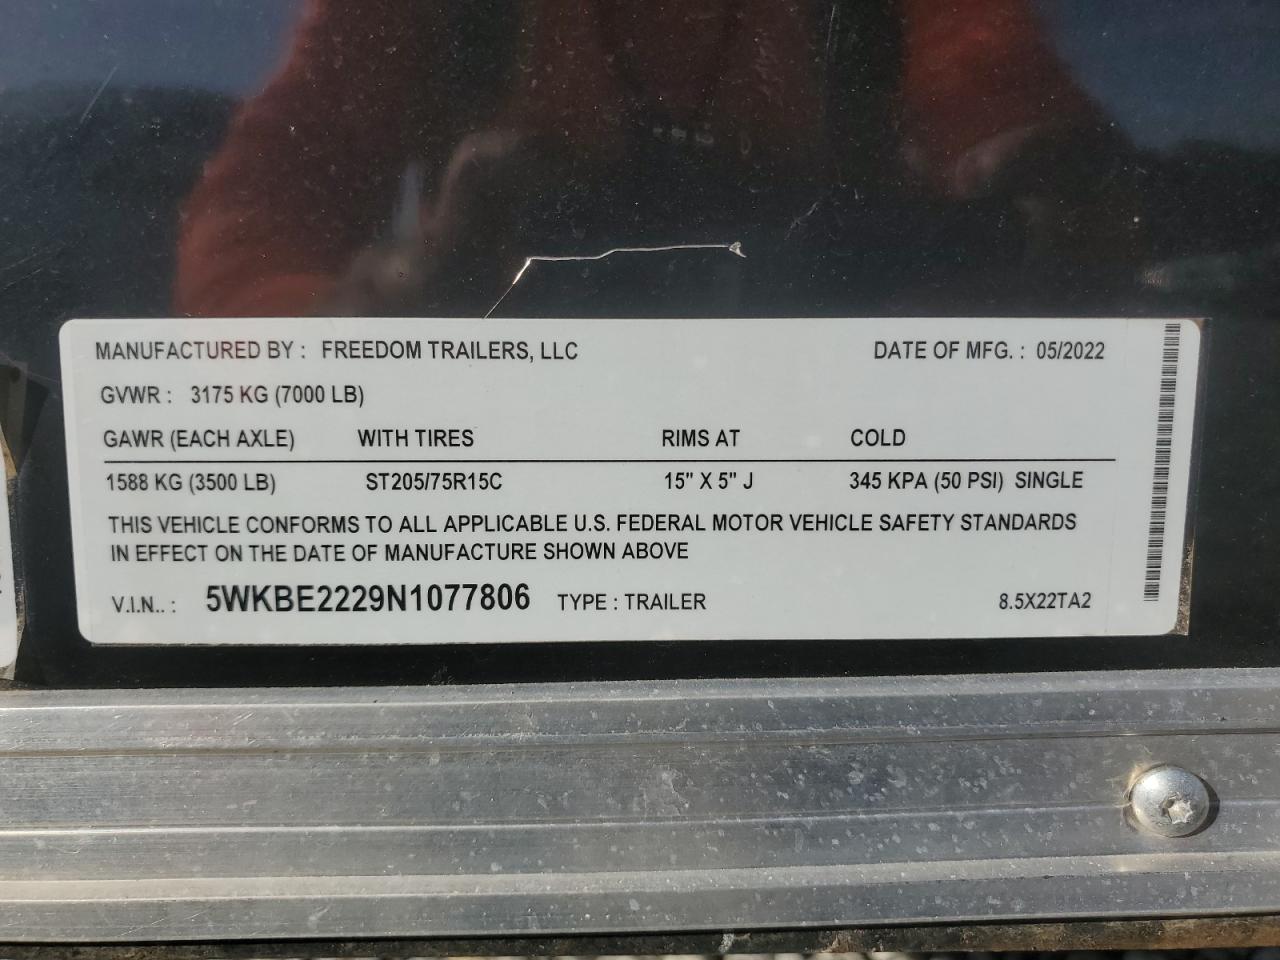 MANUFACTURED BY : FREEDOM TRAILERS, LLC DATE OF MFG. : 05/2022
GVWR : 3175 KG (7000 LB)
GAWR (EACH AXLE) WITH TIRES RIMS AT COLD
1588 KG (3500 LB) ST205/75R15C 15" X 5" J 345 KPA (50 PSI) SINGLE
THIS VEHICLE CONFORMS TO ALL APPLICABLE U.S. FEDERAL MOTOR VEHICLE SAFETY STANDARDS
IN EFFECT ON THE DATE OF MANUFACTURE SHOWN ABOVE
V.I.N.. : 5WKBE2229N1077806 TYPE : TRAILER 8.5X22TA2